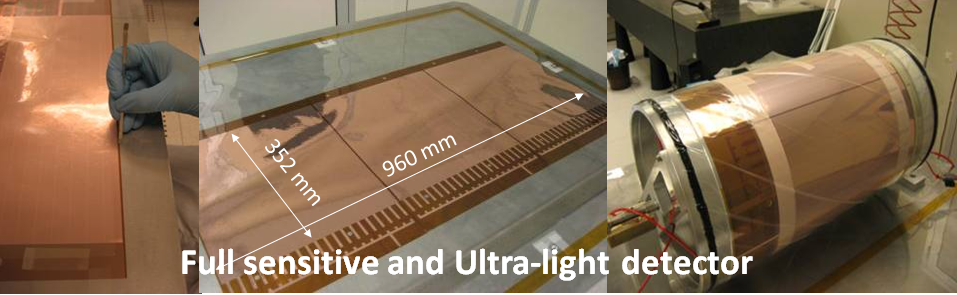 352 mm
960 mm
Full sensitive and Ultra-light detector